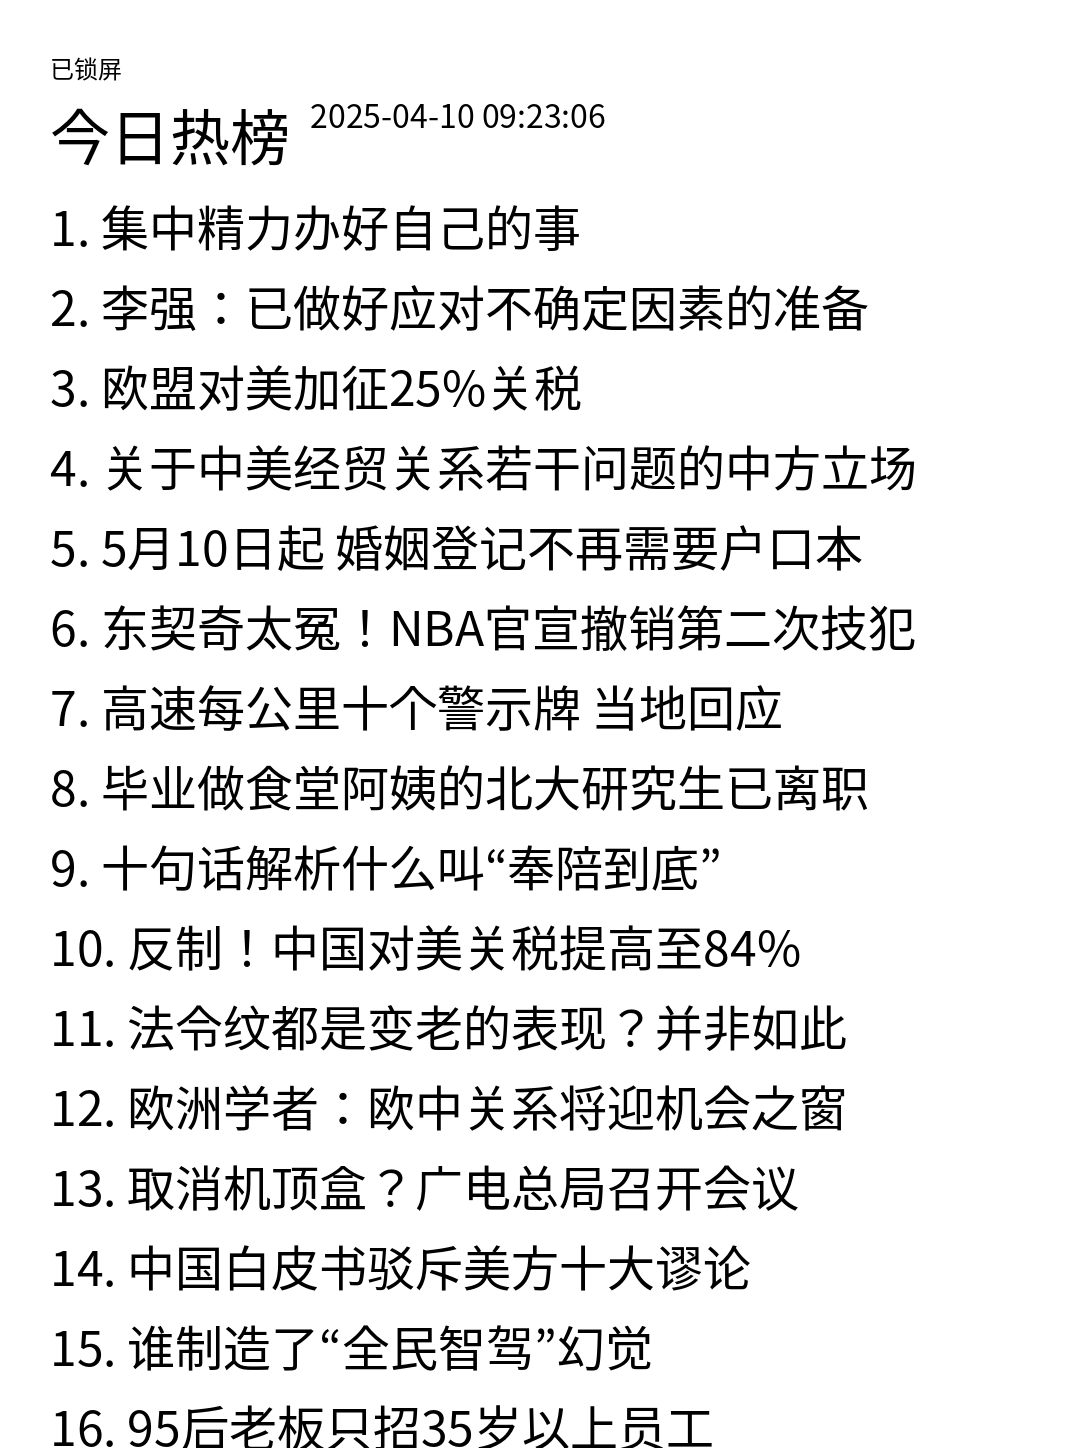 已锁屏
今日热榜 2025-04-10 09:23:06
1. 集中精力办好自己的事
2. 李强：已做好应对不确定因素的准备
3. 欧盟对美加征25%关税
4. 关于中美经贸关系若干问题的中方立场
5. 5月10日起 婚姻登记不再需要户口本
6. 东契奇太冤！NBA官宣撤销第二次技犯
7. 高速每公里十个警示牌 当地回应
8. 毕业做食堂阿姨的北大研究生已离职
9. 十句话解析什么叫“奉陪到底”
10. 反制！中国对美关税提高至84%
11. 法令纹都是变老的表现？并非如此
12. 欧洲学者：欧中关系将迎机会之窗
13. 取消机顶盒？广电总局召开会议
14. 中国白皮书驳斥美方十大谬论
15. 谁制造了“全民智驾”幻觉
16. 95后老板只招35岁以上员工